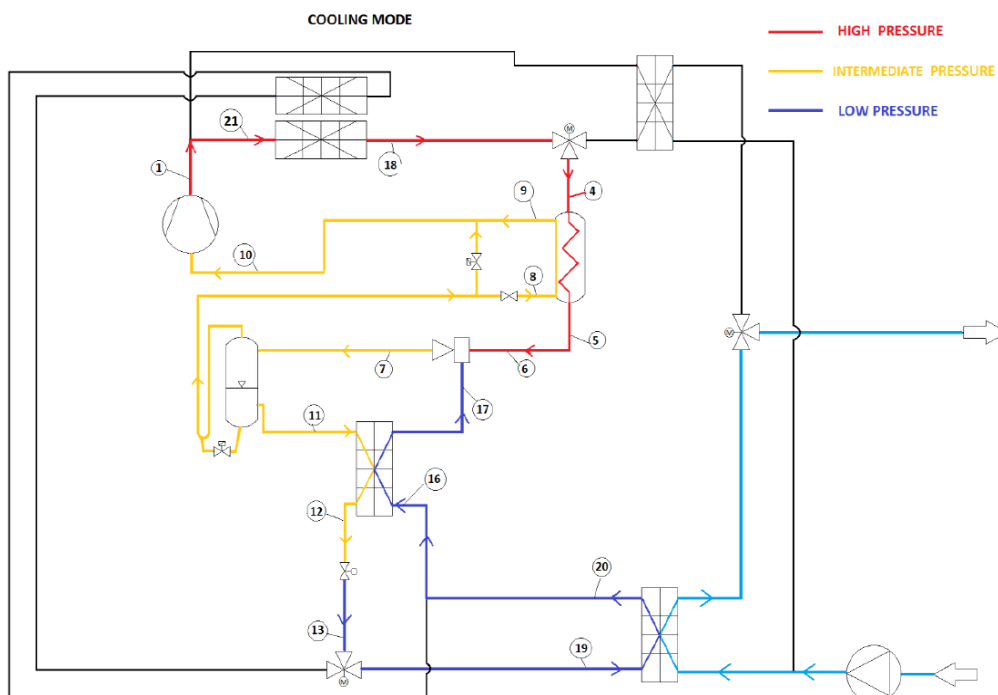 COOLING MODE
HIGH PRESSURE
INTERMEDIATE PRESSURE
LOW PRESSURE
21
18
M
1
4
9
10
8
5
7
6
17
11
16
12
M
20
13
19
M